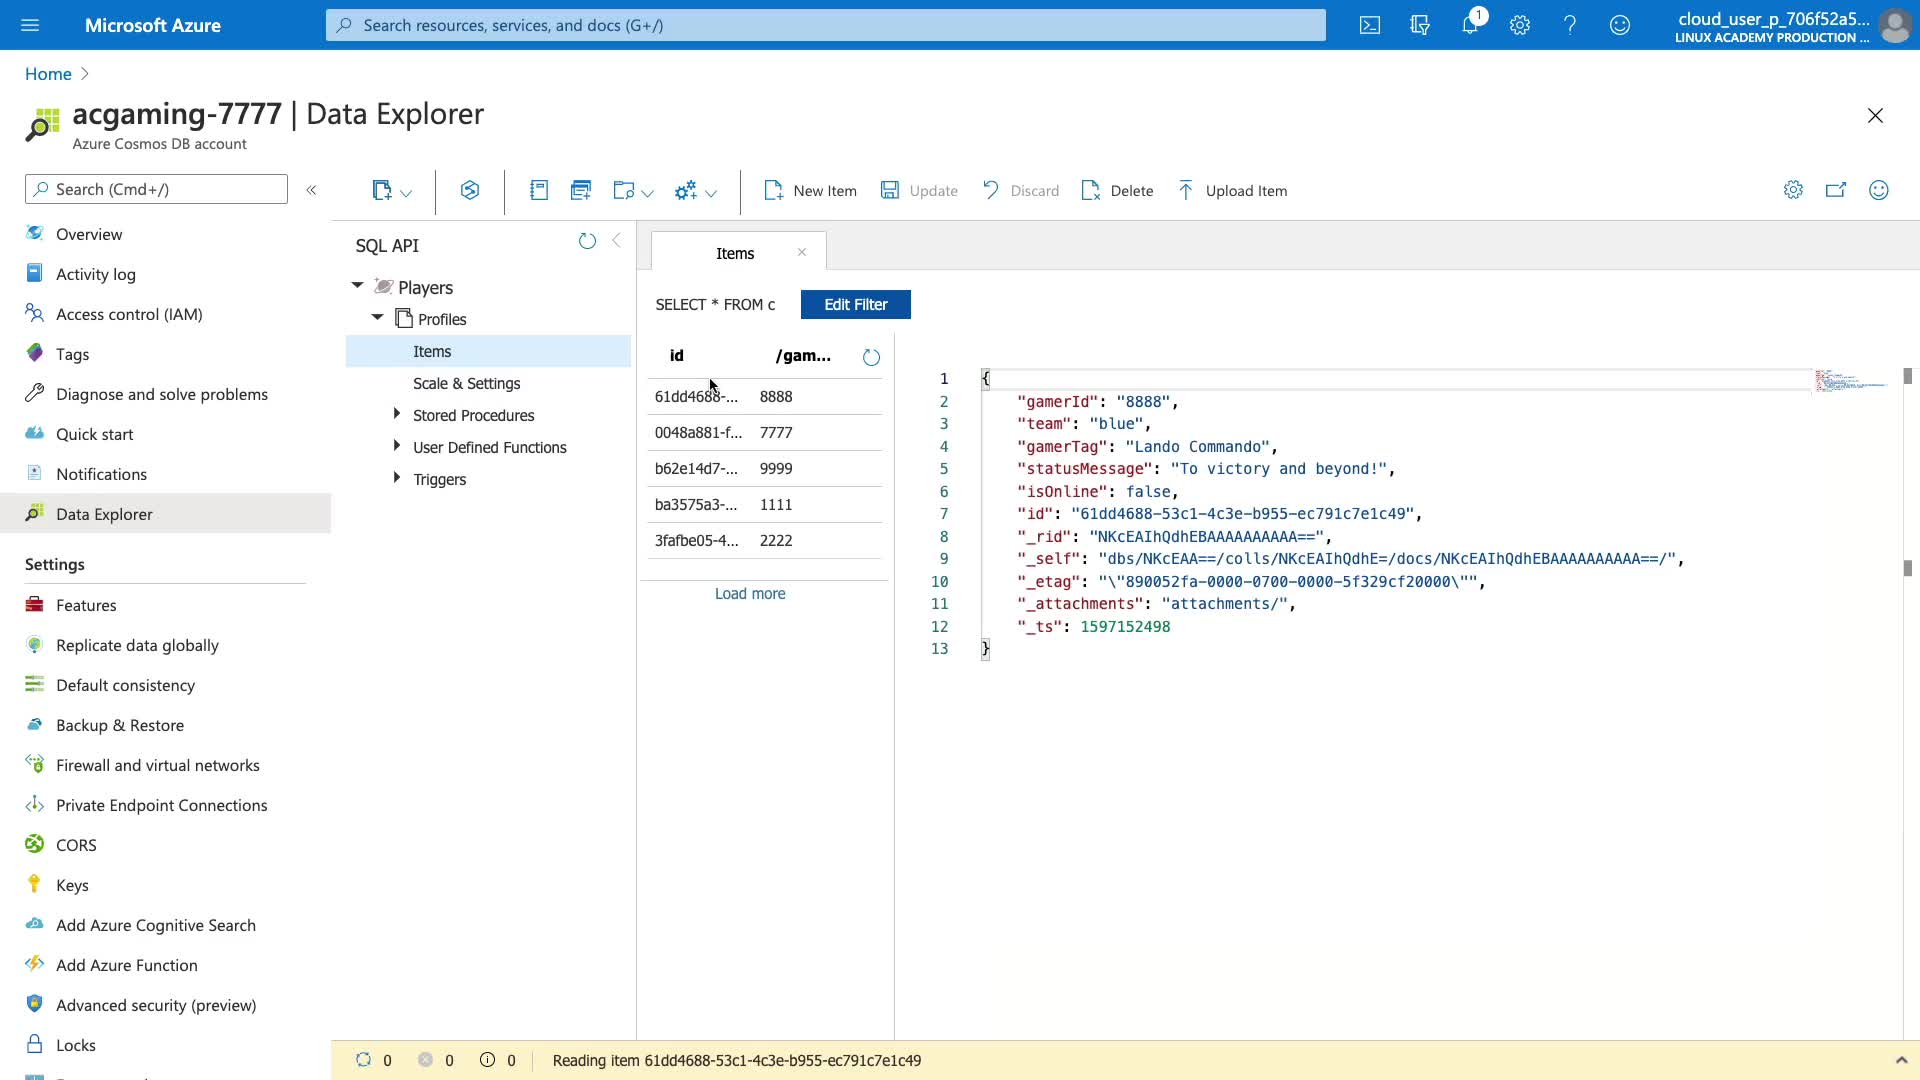 Microsoft Azure
Search resources, services, and docs (G+/)
1
cloud_user_p_706f52a5...
LINUX ACADEMY PRODUCTION ...
Home
acgaming-7777 | Data Explorer
Azure Cosmos DB account
Search (Cmd+/)
«
New Item
Update
Discard
Delete
Upload Item
Overview
Activity log
Access control (IAM)
Tags
Diagnose and solve problems
Quick start
Notifications
Data Explorer
Settings
Features
Replicate data globally
Default consistency
Backup & Restore
Firewall and virtual networks
Private Endpoint Connections
CORS
Keys
Add Azure Cognitive Search
Add Azure Function
Advanced security (preview)
Locks
SQL API
Players
Profiles
Items
Scale & Settings
Stored Procedures
User Defined Functions
Triggers
Items
SELECT * FROM c
Edit Filter
id /gam...
61dd4688-... 8888
0048a881-f... 7777
b62e14d7-... 9999
ba3575a3-... 1111
3fafbe05-4... 2222
Load more
1 {
2 "gamerId": "8888",
3 "team": "blue",
4 "gamerTag": "Lando Commando",
5 "statusMessage": "To victory and beyond!",
6 "isOnline": false,
7 "id": "61dd4688-53c1-4c3e-b955-ec791c7e1c49",
8 "_rid": "NKcEAIhQdhEBAAAAAAAAAA==",
9 "_self": "dbs/NKcEAA==/colls/NKcEAIhQdhE=/docs/NKcEAIhQdhEBAAAAAAAAAA==/",
10 "_etag": "\"890052fa-0000-0700-0000-5f329cf20000\"",
11 "_attachments": "attachments/",
12 "_ts": 1597152498
13 }
0 0 0 Reading item 61dd4688-53c1-4c3e-b955-ec791c7e1c49